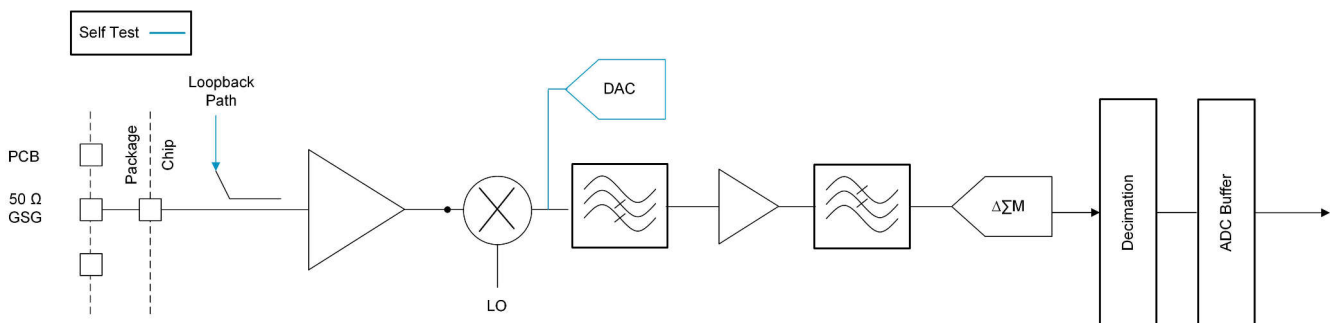 Self Test
Loopback
Path
DAC
PCB
Package
Chip
50 Ω
GSG
LO
ΔΣM
Decimation
ADC Buffer